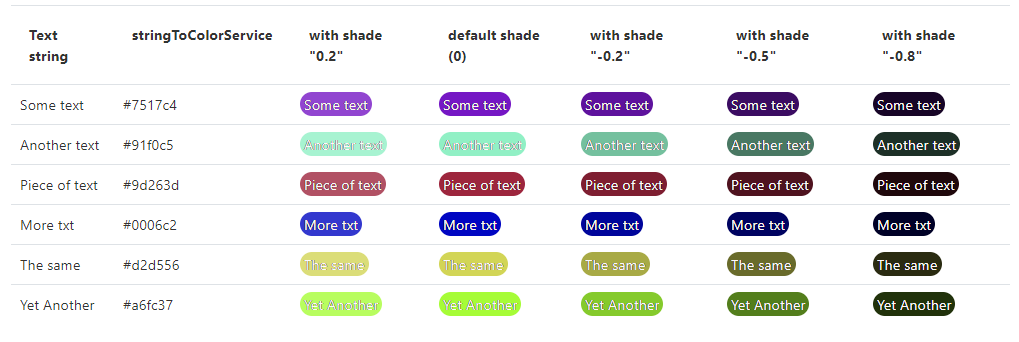 Text string stringToColorService with shade "0.2" default shade (0) with shade "-0.2" with shade "-0.5" with shade "-0.8"
Some text #7517c4 Some text Some text Some text Some text Some text
Another text #91f0c5 Another text Another text Another text Another text Another text
Piece of text #9d263d Piece of text Piece of text Piece of text Piece of text Piece of text
More txt #0006c2 More txt More txt More txt More txt More txt
The same #d2d556 The same The same The same The same The same
Yet Another #a6fc37 Yet Another Yet Another Yet Another Yet Another Yet Another